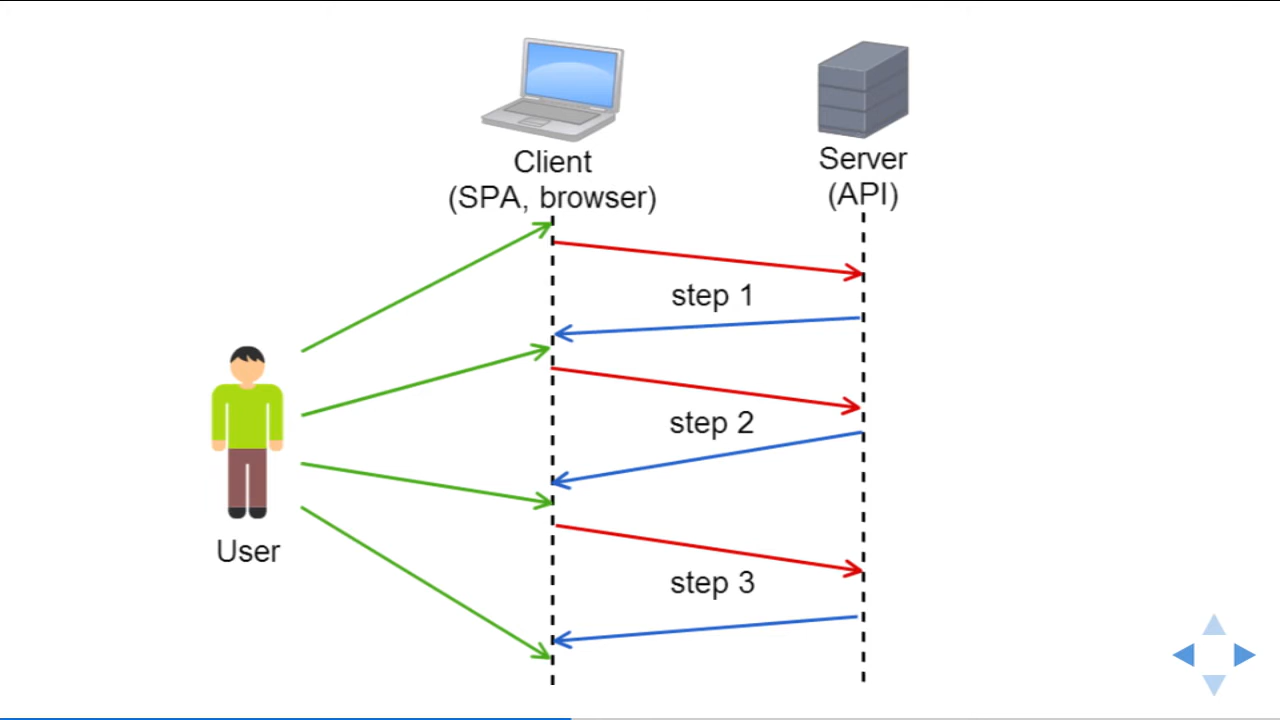 Client
(SPA, browser)
Server
(API)
step 1
step 2
step 3
User